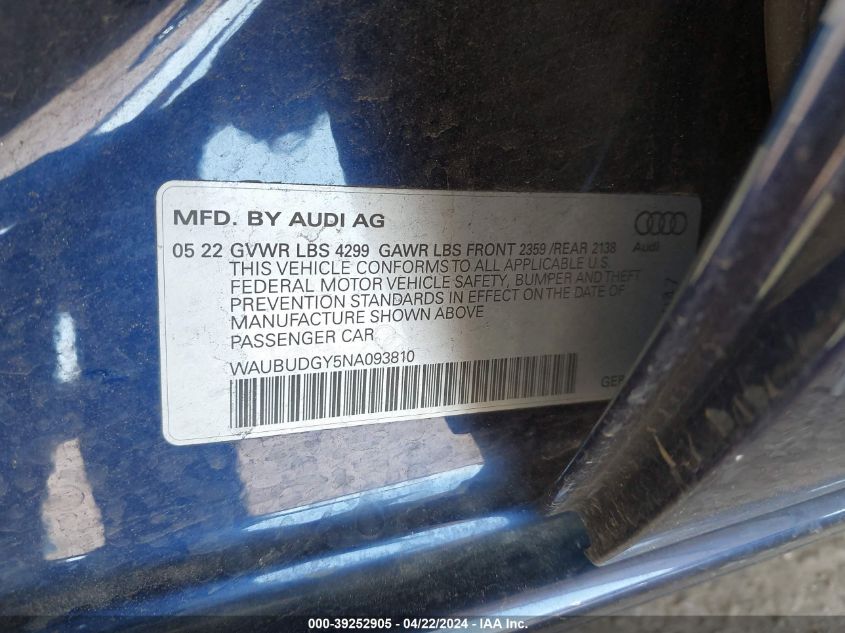 MFD. BY AUDI AG
Audi
05 22 GVWR LBS 4299 GAWR LBS FRONT 2359 /REAR 2138
THIS VEHICLE CONFORMS TO ALL APPLICABLE U.S.
FEDERAL MOTOR VEHICLE SAFETY, BUMPER AND THEFT
PREVENTION STANDARDS IN EFFECT ON THE DATE OF
MANUFACTURE SHOWN ABOVE
PASSENGER CAR
WAUBUDGY5NA093810
000-39252905 - 04/22/2024 - IAA Inc.